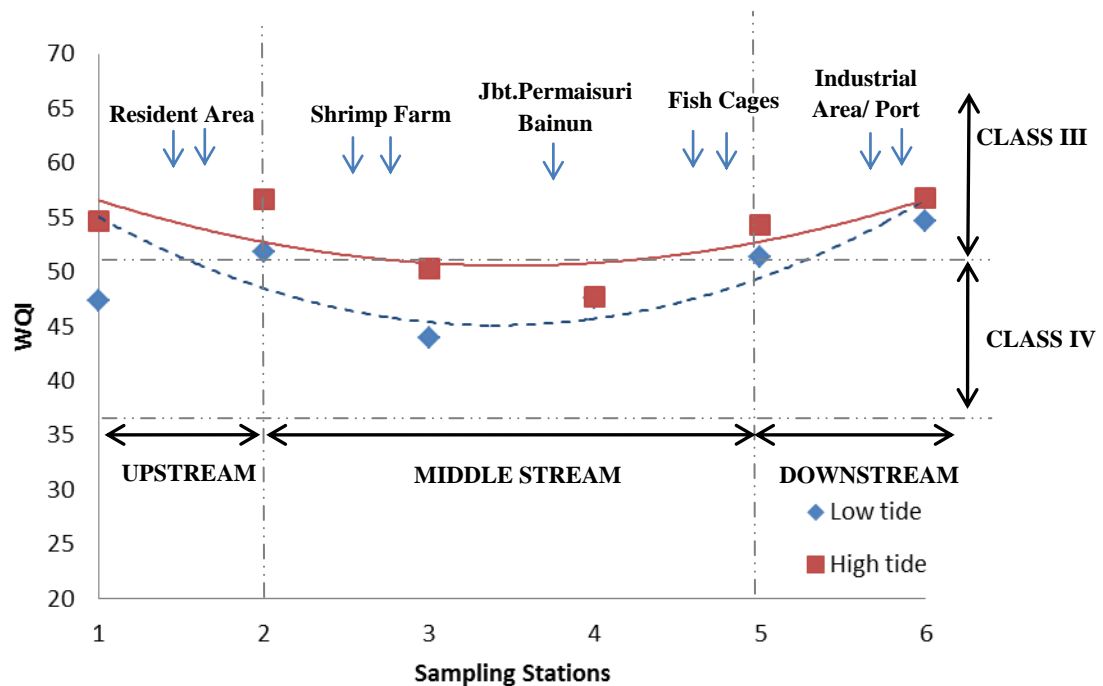 70
65
60
55
50
45
40
35
30
25
20
WQI
Resident Area
Shrimp Farm
Jbt.Permaisuri
Bainun
Fish Cages
Industrial
Area/ Port
CLASS III
CLASS IV
UPSTREAM
MIDDLE STREAM
DOWNSTREAM
Low tide
High tide
1 2 3 4 5 6
Sampling Stations